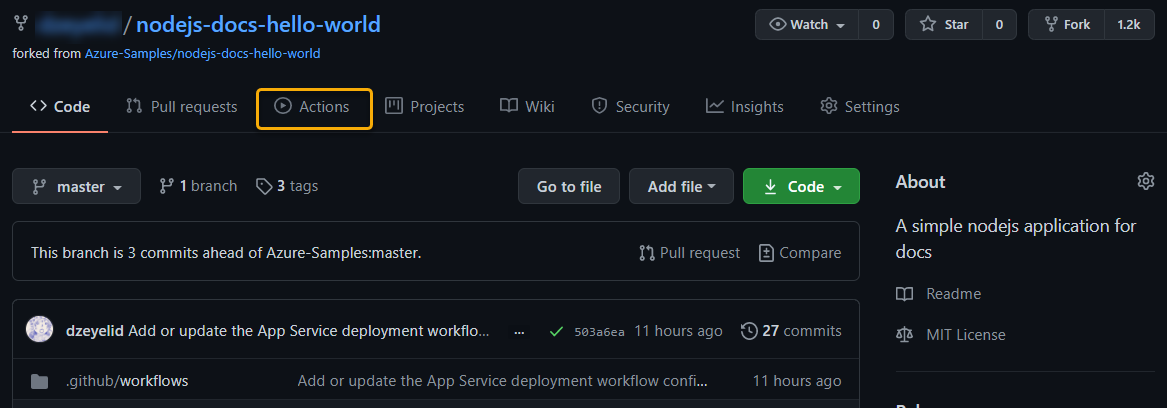 / nodejs-docs-hello-world
Watch 0 Star 0 Fork 1.2k
forked from Azure-Samples/nodejs-docs-hello-world
Code Pull requests Actions Projects Wiki Security Insights Settings
master 1 branch 3 tags Go to file Add file Code
About
A simple nodejs application for
docs
This branch is 3 commits ahead of Azure-Samples:master. Pull request Compare
Readme
dzeyelid Add or update the App Service deployment workflo… ... 503a6ea 11 hours ago 27 commits
MIT License
.github/workflows Add or update the App Service deployment workflow confi… 11 hours ago